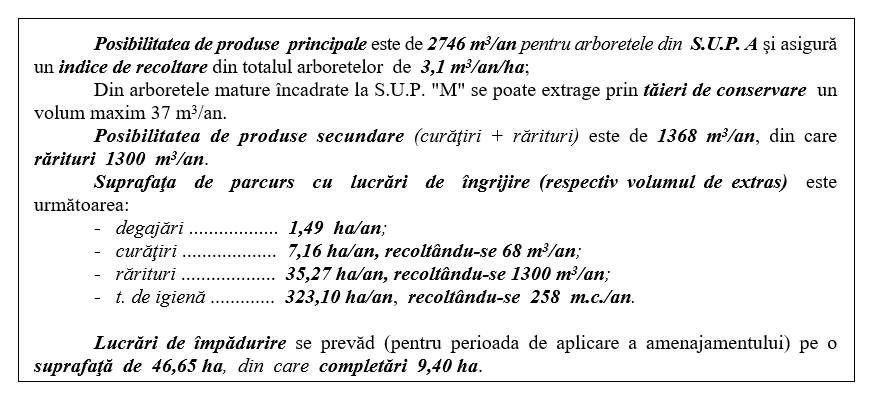 Posibilitatea de produse principale este de 2746 m³/an pentru arboretele din S.U.P. A şi asigură
un indice de recoltare din totalul arboretelor de 3,1 m³/an/ha;
Din arboretele mature încadrate la S.U.P. "M" se poate extrage prin tăieri de conservare un
volum maxim 37 m³/an.
Posibilitatea de produse secundare (curăţiri + rărituri) este de 1368 m³/an, din care
rărituri 1300 m³/an.
Suprafaţa de parcurs cu lucrări de îngrijire (respectiv volumul de extras) este
următoarea:
- degajări .................. 1,49 ha/an;
- curăţiri ................... 7,16 ha/an, recoltându-se 68 m³/an;
- rărituri ................... 35,27 ha/an, recoltându-se 1300 m³/an;
- t. de igienă ............. 323,10 ha/an, recoltându-se 258 m.c./an.
Lucrări de împădurire se prevăd (pentru perioada de aplicare a amenajamentului) pe o
suprafaţă de 46,65 ha, din care completări 9,40 ha.